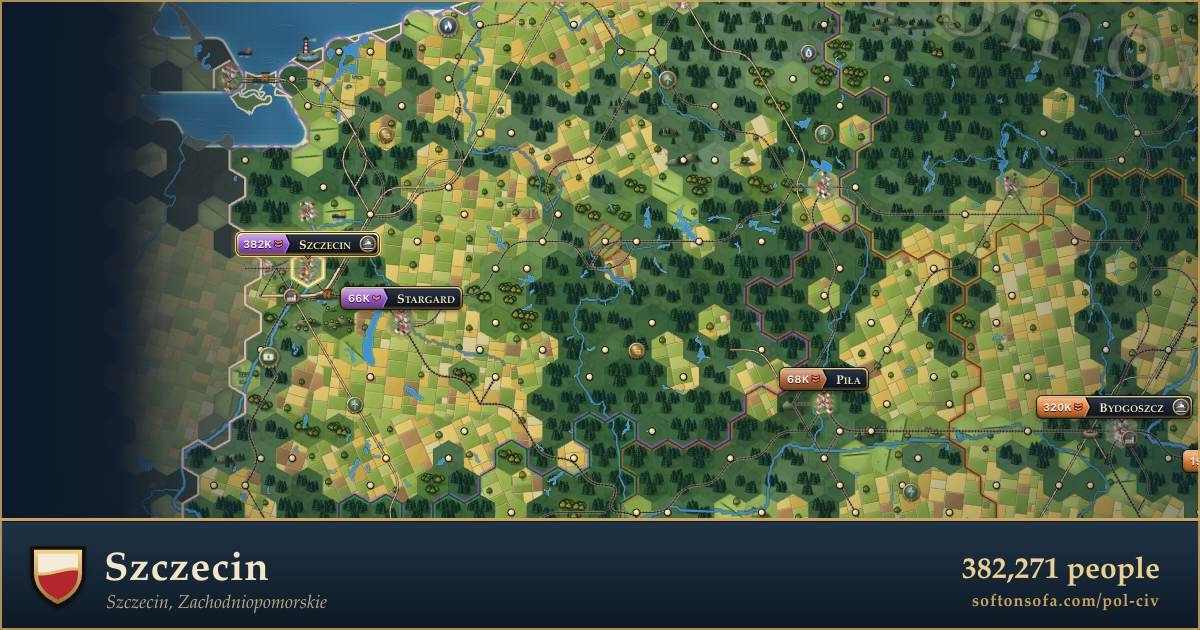 382K SZCZECIN
66K STARGARD
68K PIŁA
320K BYDGOSZCZ
Szczecin
Szczecin, Zachodniopomorskie
382,271 people
softonsofa.com/pol-civ